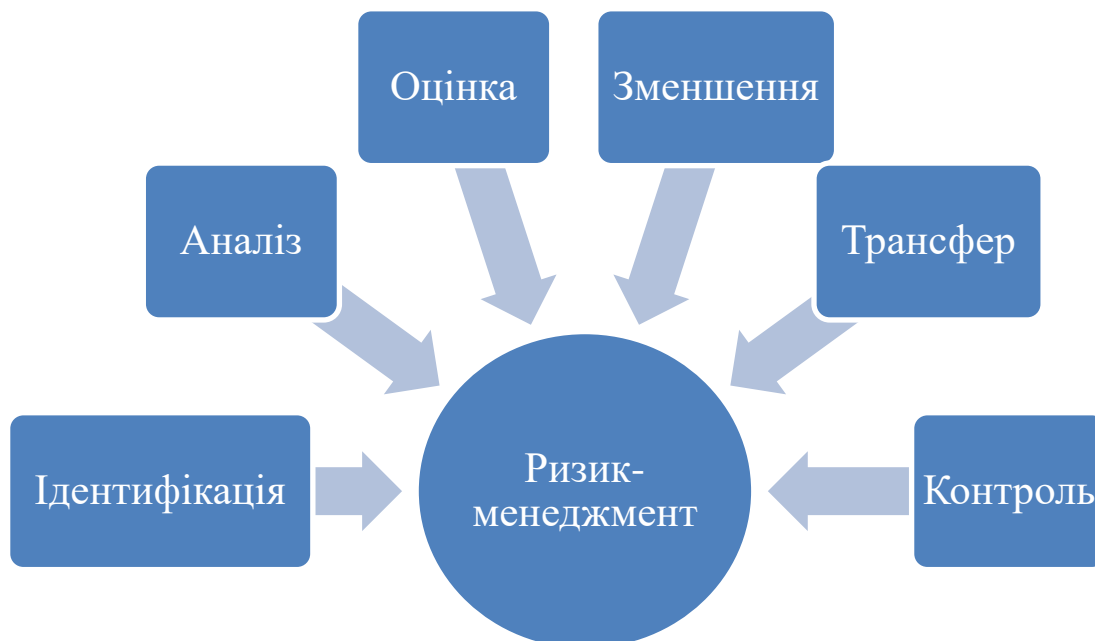 Оцінка
Зменшення
Аналіз
Трансфер
Ідентифікація
Ризик-
менеджмент
Контроль